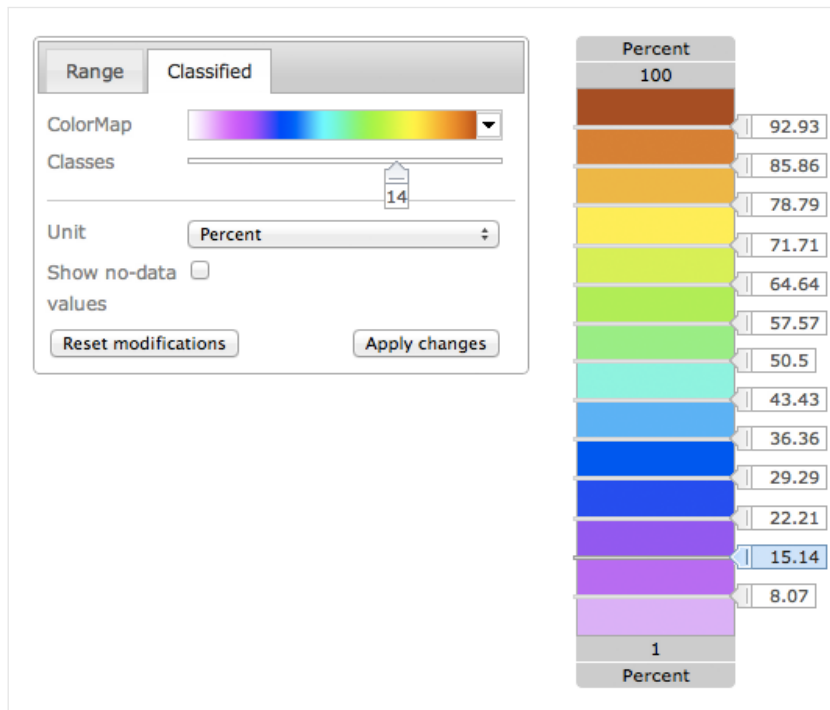 Range Classified
ColorMap
Classes
14
Unit Percent
Show no-data
values
Reset modifications Apply changes
Percent
100
92.93
85.86
78.79
71.71
64.64
57.57
50.5
43.43
36.36
29.29
22.21
15.14
8.07
1
Percent